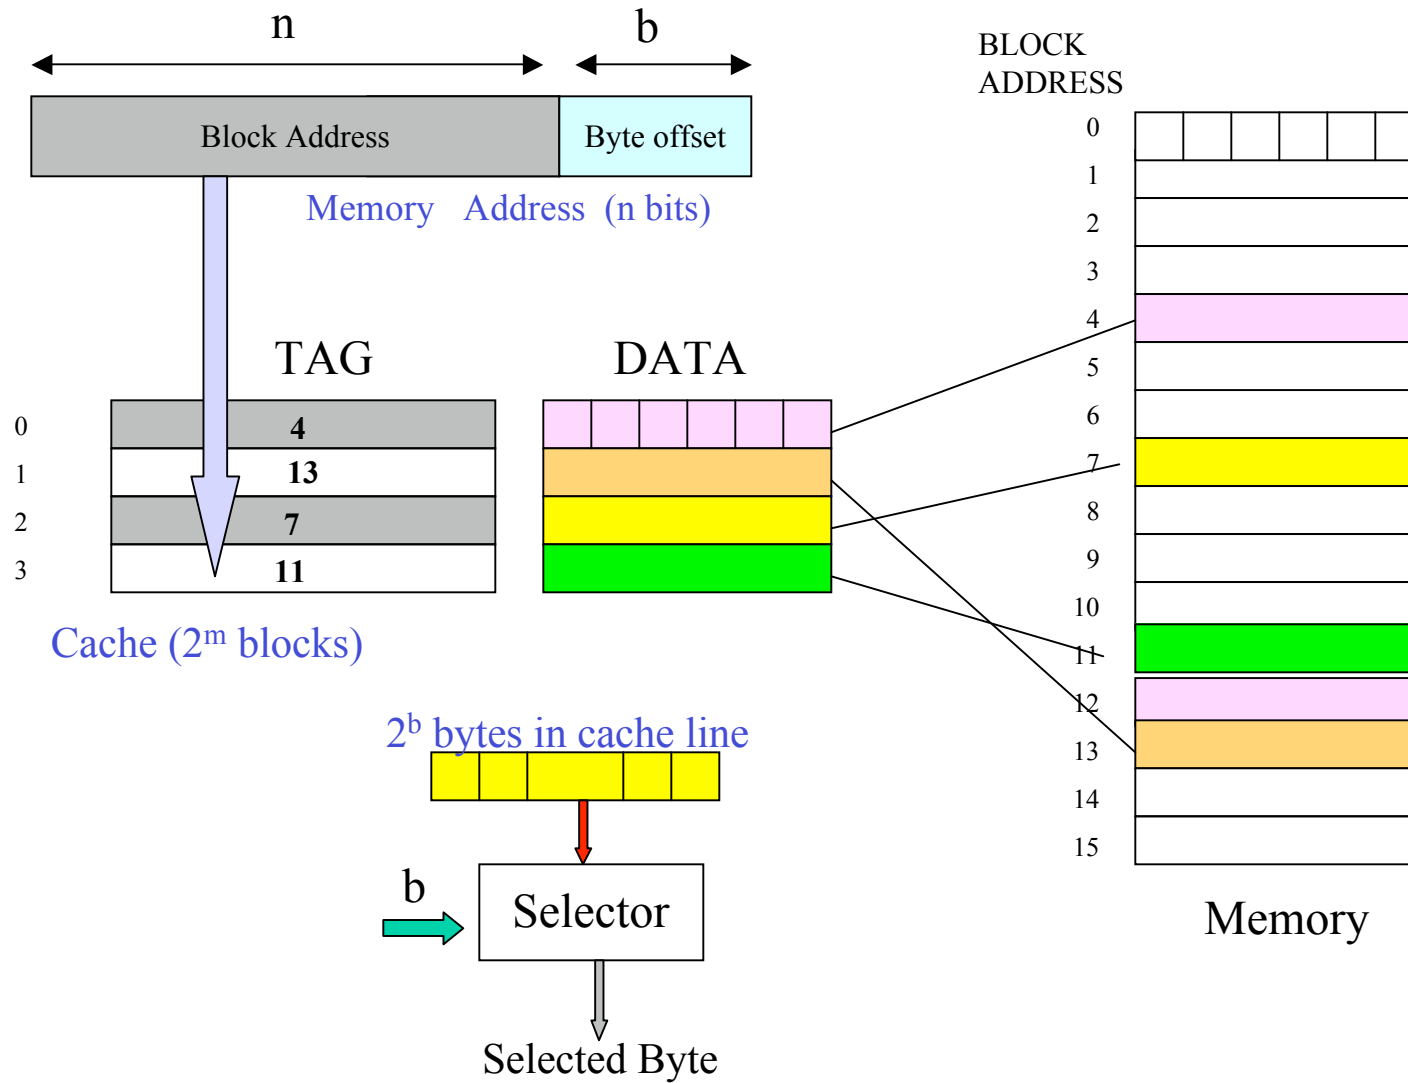 n
b
Block Address
Byte offset
Memory Address (n bits)
BLOCK
ADDRESS
0
1
2
3
4
5
6
7
8
9
10
11
12
13
14
15
Memory
TAG
DATA
0
4
1
13
2
7
3
11
Cache (2^m blocks)
2^b bytes in cache line
b
Selector
Selected Byte